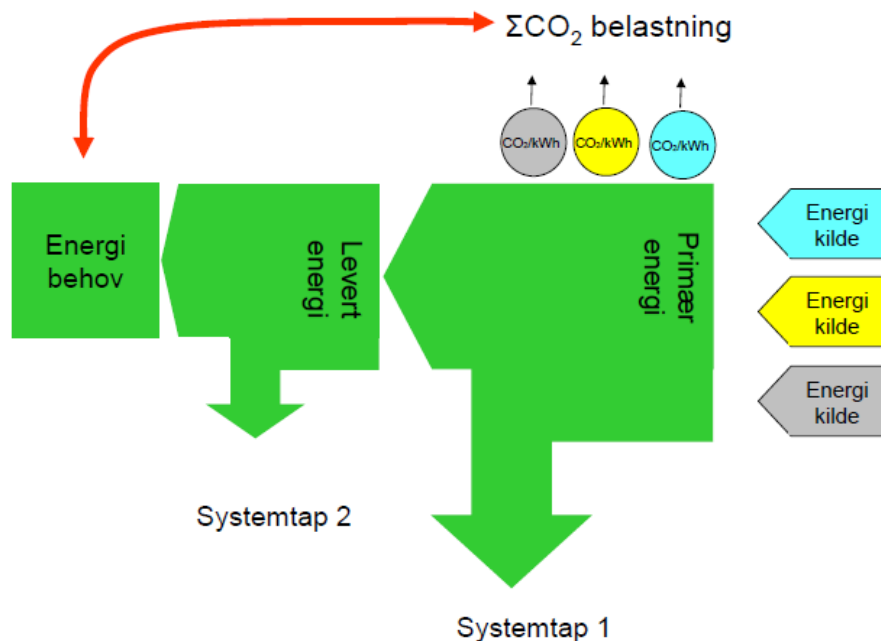 ΣCO₂ belastning
CO₂/kWh
CO₂/kWh
CO₂/kWh
Energi
behov
Levert
energi
Primær
energi
Energi
kilde
Energi
kilde
Energi
kilde
Systemtap 2
Systemtap 1